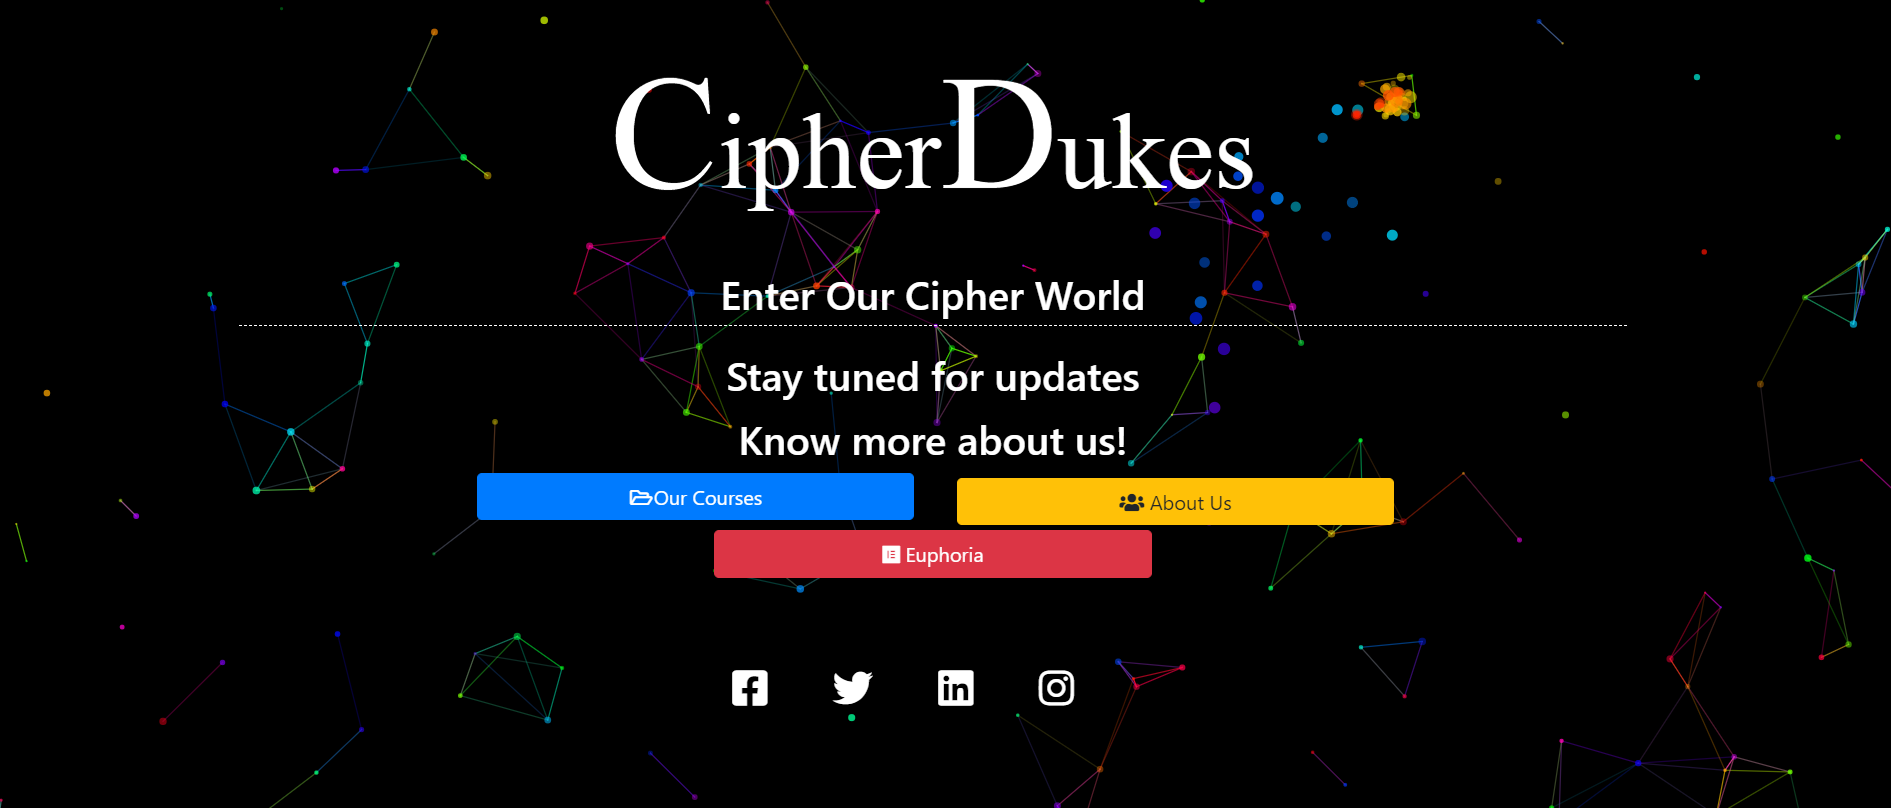 CipherDukes
Enter Our Cipher World
Stay tuned for updates
Know more about us!
Our Courses
About Us
Euphoria